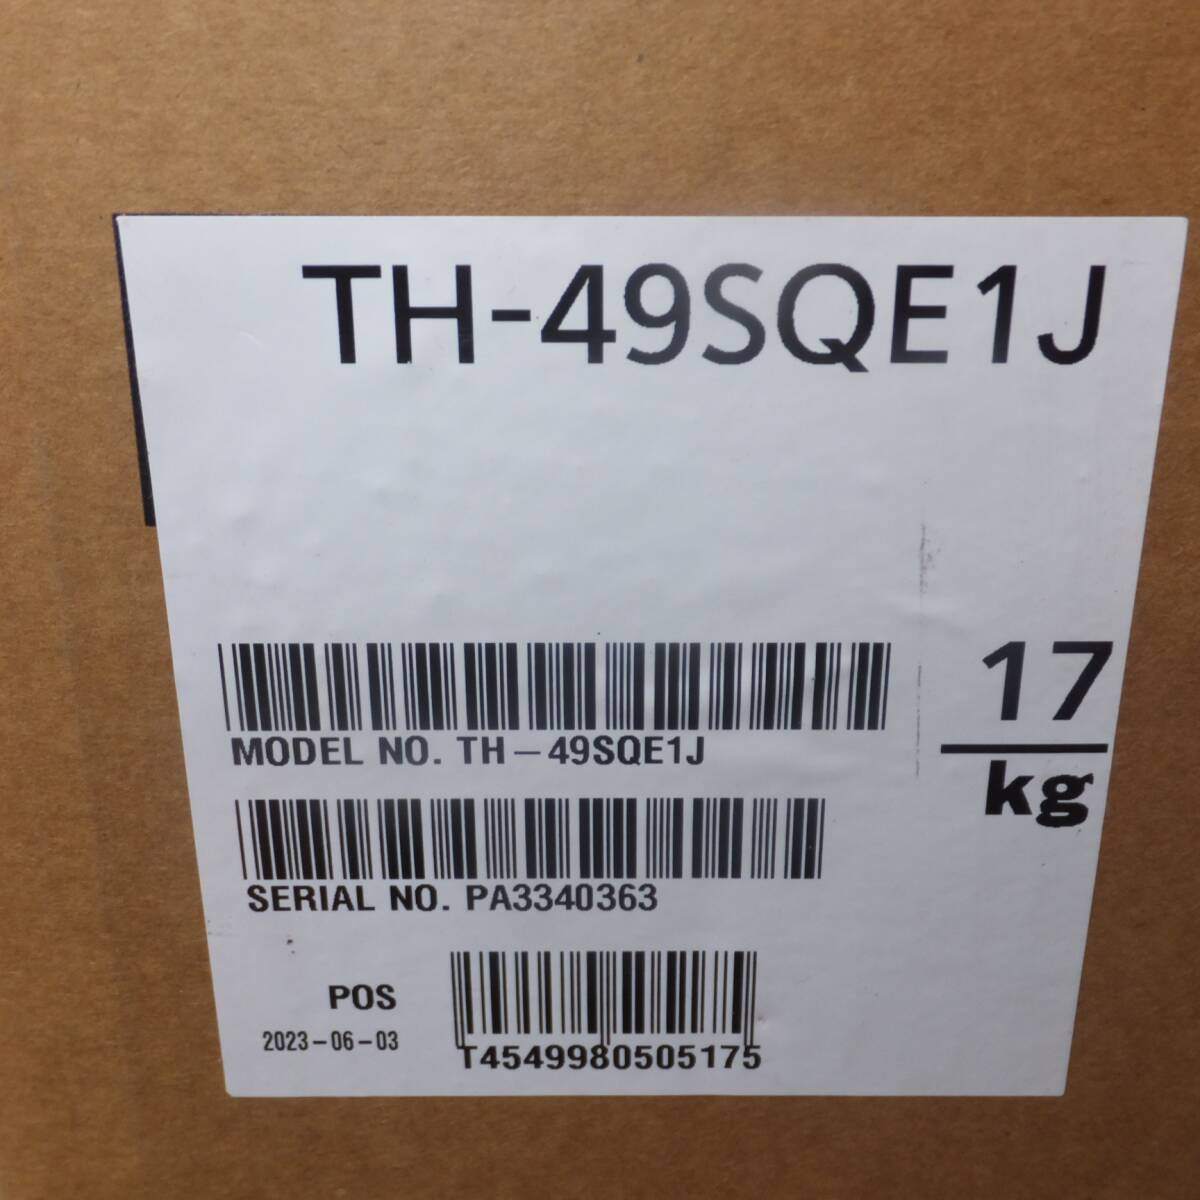 TH-49SQE1J
17
kg
MODEL NO. TH-49SQE1J
SERIAL NO. PA3340363
POS
2023-06-03
T4549980505175